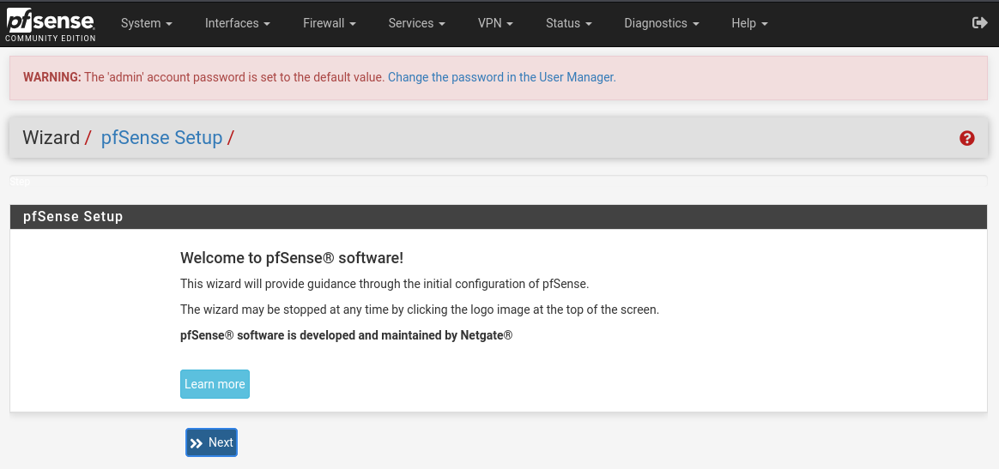 pfsense
COMMUNITY EDITION
System Interfaces Firewall Services VPN Status Diagnostics Help
WARNING: The 'admin' account password is set to the default value. Change the password in the User Manager.
Wizard / pfSense Setup /
Step
pfSense Setup
Welcome to pfSense® software!
This wizard will provide guidance through the initial configuration of pfSense.
The wizard may be stopped at any time by clicking the logo image at the top of the screen.
pfSense® software is developed and maintained by Netgate®
Learn more
Next